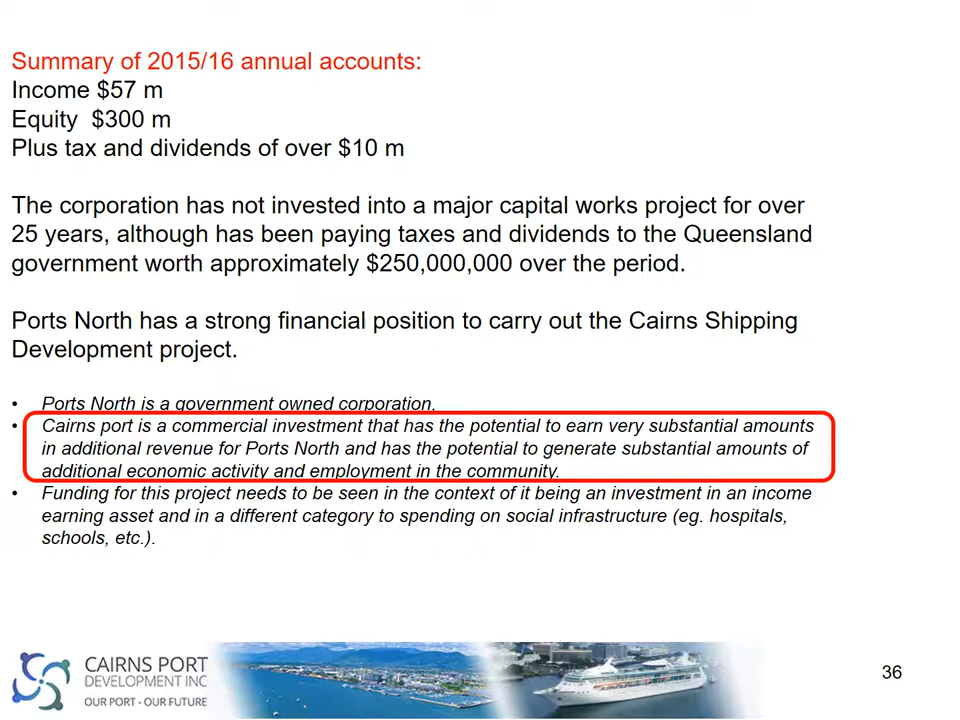 Summary of 2015/16 annual accounts:
Income $57 m
Equity $300 m
Plus tax and dividends of over $10 m
The corporation has not invested into a major capital works project for over
25 years, although has been paying taxes and dividends to the Queensland
government worth approximately $250,000,000 over the period.
Ports North has a strong financial position to carry out the Cairns Shipping
Development project.
• Ports North is a government owned corporation.
• Cairns port is a commercial investment that has the potential to earn very substantial amounts
in additional revenue for Ports North and has the potential to generate substantial amounts of
additional economic activity and employment in the community.
• Funding for this project needs to be seen in the context of it being an investment in an income
earning asset and in a different category to spending on social infrastructure (eg. hospitals,
schools, etc.).
CAIRNS PORT
DEVELOPMENT INC
OUR PORT - OUR FUTURE
36